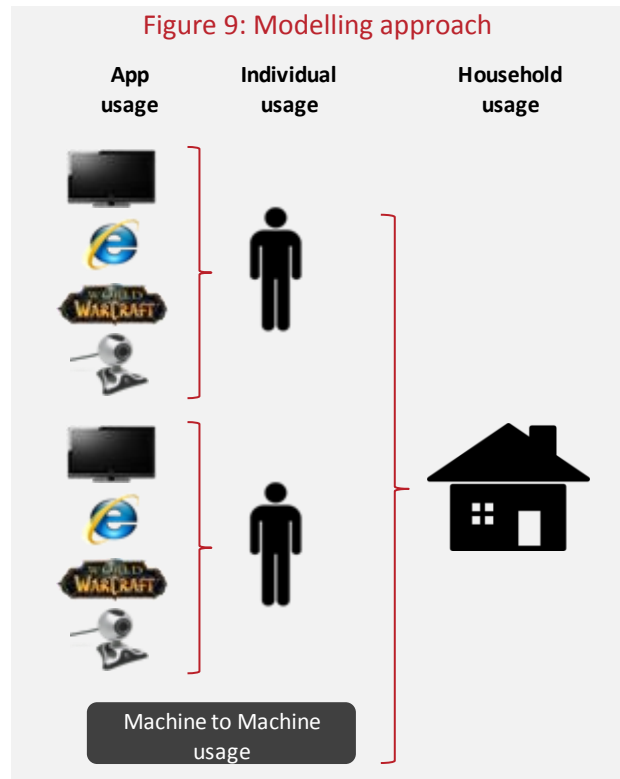 Figure 9: Modelling approach
App
usage
Individual
usage
Household
usage
WORLD
WARCRAFT
WORLD
WARCRAFT
Machine to Machine
usage